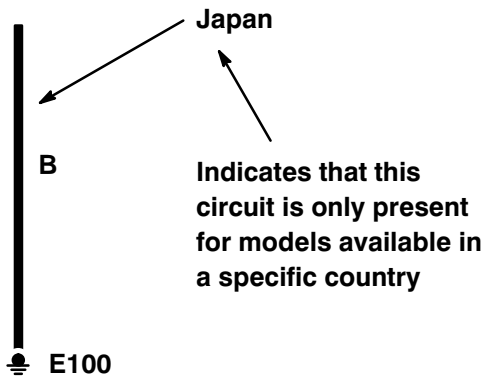 Japan
B
Indicates that this
circuit is only present
for models available in
a specific country
E100